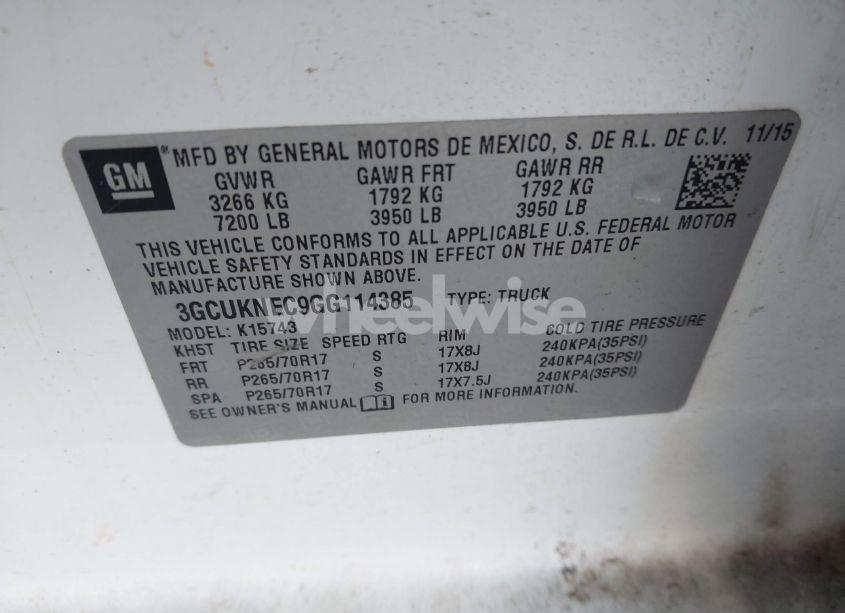 GM
® MFD BY GENERAL MOTORS DE MEXICO, S. DE R.L. DE C.V. 11/15
GVWR GAWR FRT GAWR RR
3266 KG 1792 KG 1792 KG
7200 LB 3950 LB 3950 LB
THIS VEHICLE CONFORMS TO ALL APPLICABLE U.S. FEDERAL MOTOR
VEHICLE SAFETY STANDARDS IN EFFECT ON THE DATE OF
MANUFACTURE SHOWN ABOVE.
3GCUKNEC9GG114385 TYPE: TRUCK
wheelwise
MODEL: K15743
KH5T TIRE SIZE SPEED RTG RIM COLD TIRE PRESSURE
FRT P265/70R17 S 17X8J 240KPA(35PSI)
RR P265/70R17 S 17X8J 240KPA(35PSI)
SPA P265/70R17 S 17X7.5J 240KPA(35PSI)
SEE OWNER'S MANUAL i FOR MORE INFORMATION.